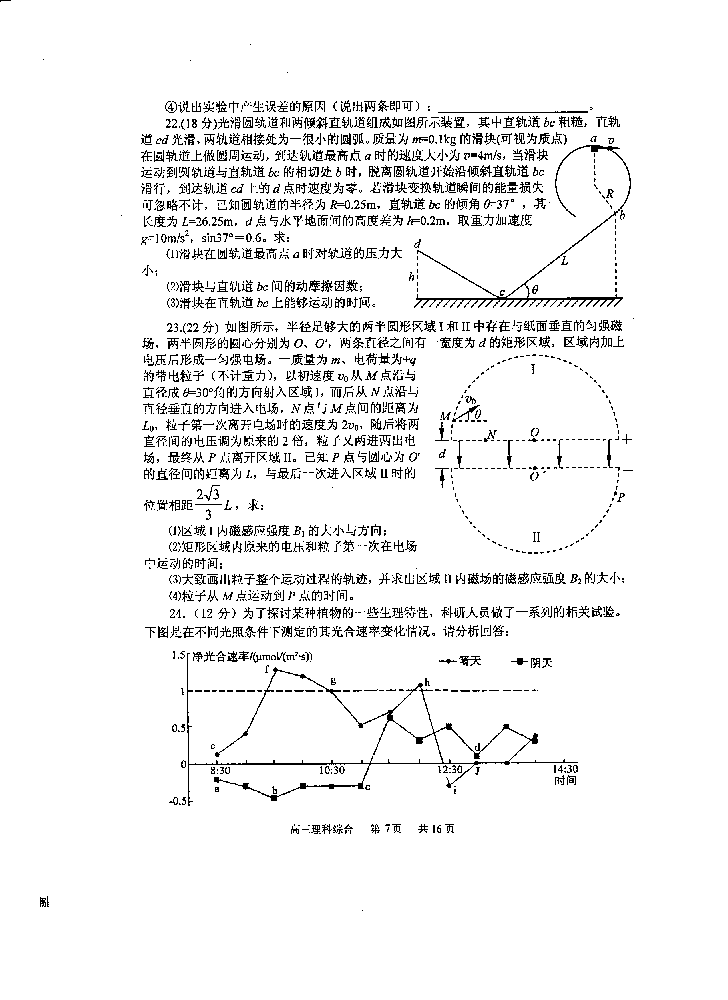 ④说出实验中产生误差的原因（说出两条即可）：____________________。
22.(18 分)光滑圆轨道和两倾斜直轨道组成如图所示装置，其中直轨道 bc 粗糙，直轨
道 cd 光滑，两轨道相接处为一很小的圆弧。质量为 m=0.1kg 的滑块(可视为质点)
在圆轨道上做圆周运动，到达轨道最高点 a 时的速度大小为 v=4m/s，当滑块
运动到圆轨道与直轨道 bc 的相切处 b 时，脱离圆轨道开始沿倾斜直轨道 bc
滑行，到达轨道 cd 上的 d 点时速度为零。若滑块变换轨道瞬间的能量损失
可忽略不计，已知圆轨道的半径为 R=0.25m，直轨道 bc 的倾角 θ=37°，其
长度为 L=26.25m，d 点与水平地面间的高度差为 h=0.2m，取重力加速度
g=10m/s²，sin37°＝0.6。求：
(1)滑块在圆轨道最高点 a 时对轨道的压力大
小；
(2)滑块与直轨道 bc 间的动摩擦因数；
(3)滑块在直轨道 bc 上能够运动的时间。
a
v
R
b
d
L
h
c
θ
23.(22 分) 如图所示，半径足够大的两半圆形区域 I 和 II 中存在与纸面垂直的匀强磁
场，两半圆形的圆心分别为 O、O′，两条直径之间有一宽度为 d 的矩形区域，区域内加上
电压后形成一匀强电场。一质量为 m、电荷量为+q
的带电粒子（不计重力），以初速度 v₀ 从 M 点沿与
直径成 θ=30°角的方向射入区域 I，而后从 N 点沿与
直径垂直的方向进入电场，N 点与 M 点间的距离为
L₀，粒子第一次离开电场时的速度为 2v₀，随后将两
直径间的电压调为原来的 2 倍，粒子又两进两出电
场，最终从 P 点离开区域 II。已知 P 点与圆心为 O′
的直径间的距离为 L，与最后一次进入区域 II 时的
位置相距 2√3/3 L，求：
(1)区域 I 内磁感应强度 B₁ 的大小与方向；
(2)矩形区域内原来的电压和粒子第一次在电场
中运动的时间；
(3)大致画出粒子整个运动过程的轨迹，并求出区域 II 内磁场的磁感应强度 B₂ 的大小；
(4)粒子从 M 点运动到 P 点的时间。
I
v₀
M
θ
N
O
+
d
O′
−
P
II
24.（12 分）为了探讨某种植物的一些生理特性，科研人员做了一系列的相关试验。
下图是在不同光照条件下测定的其光合速率变化情况。请分析回答：
1.5
净光合速率/(μmol/(m²·s))
晴天
阴天
f
g
h
1
0.5
e
d
0
8:30
10:30
12:30
J
14:30
时间
a
b
c
i
-0.5
高三理科综合 第 7页 共 16 页